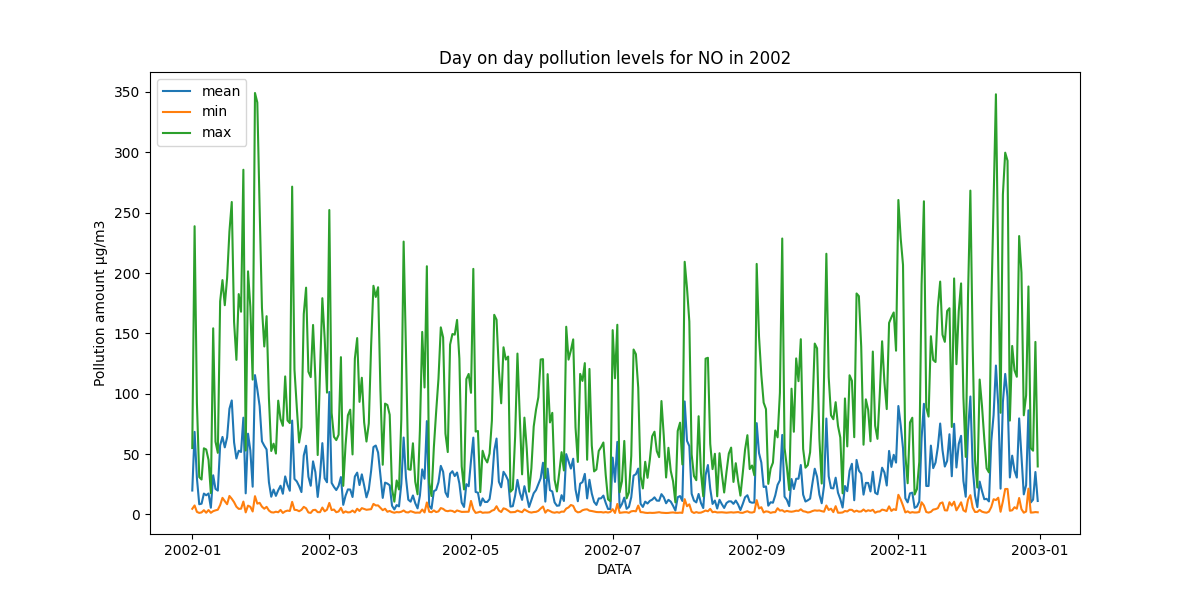 Day on day pollution levels for NO in 2002
mean
min
max
Pollution amount µg/m3
350
300
250
200
150
100
50
0
2002-01
2002-03
2002-05
2002-07
2002-09
2002-11
2003-01
DATA